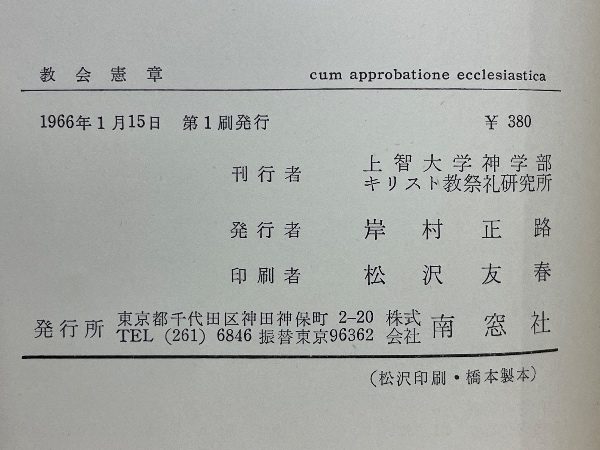 教会憲章 cum approbatione ecclesiastica
1966年1月15日 第1刷発行 ¥ 380
刊行者 上智大学神学部
キリスト教祭礼研究所
発行者 岸村正路
印刷者 松沢友春
発行所 東京都千代田区神田神保町 2-20 株式会社 南窓社
TEL (261) 6846 振替東京96362
(松沢印刷・橋本製本)